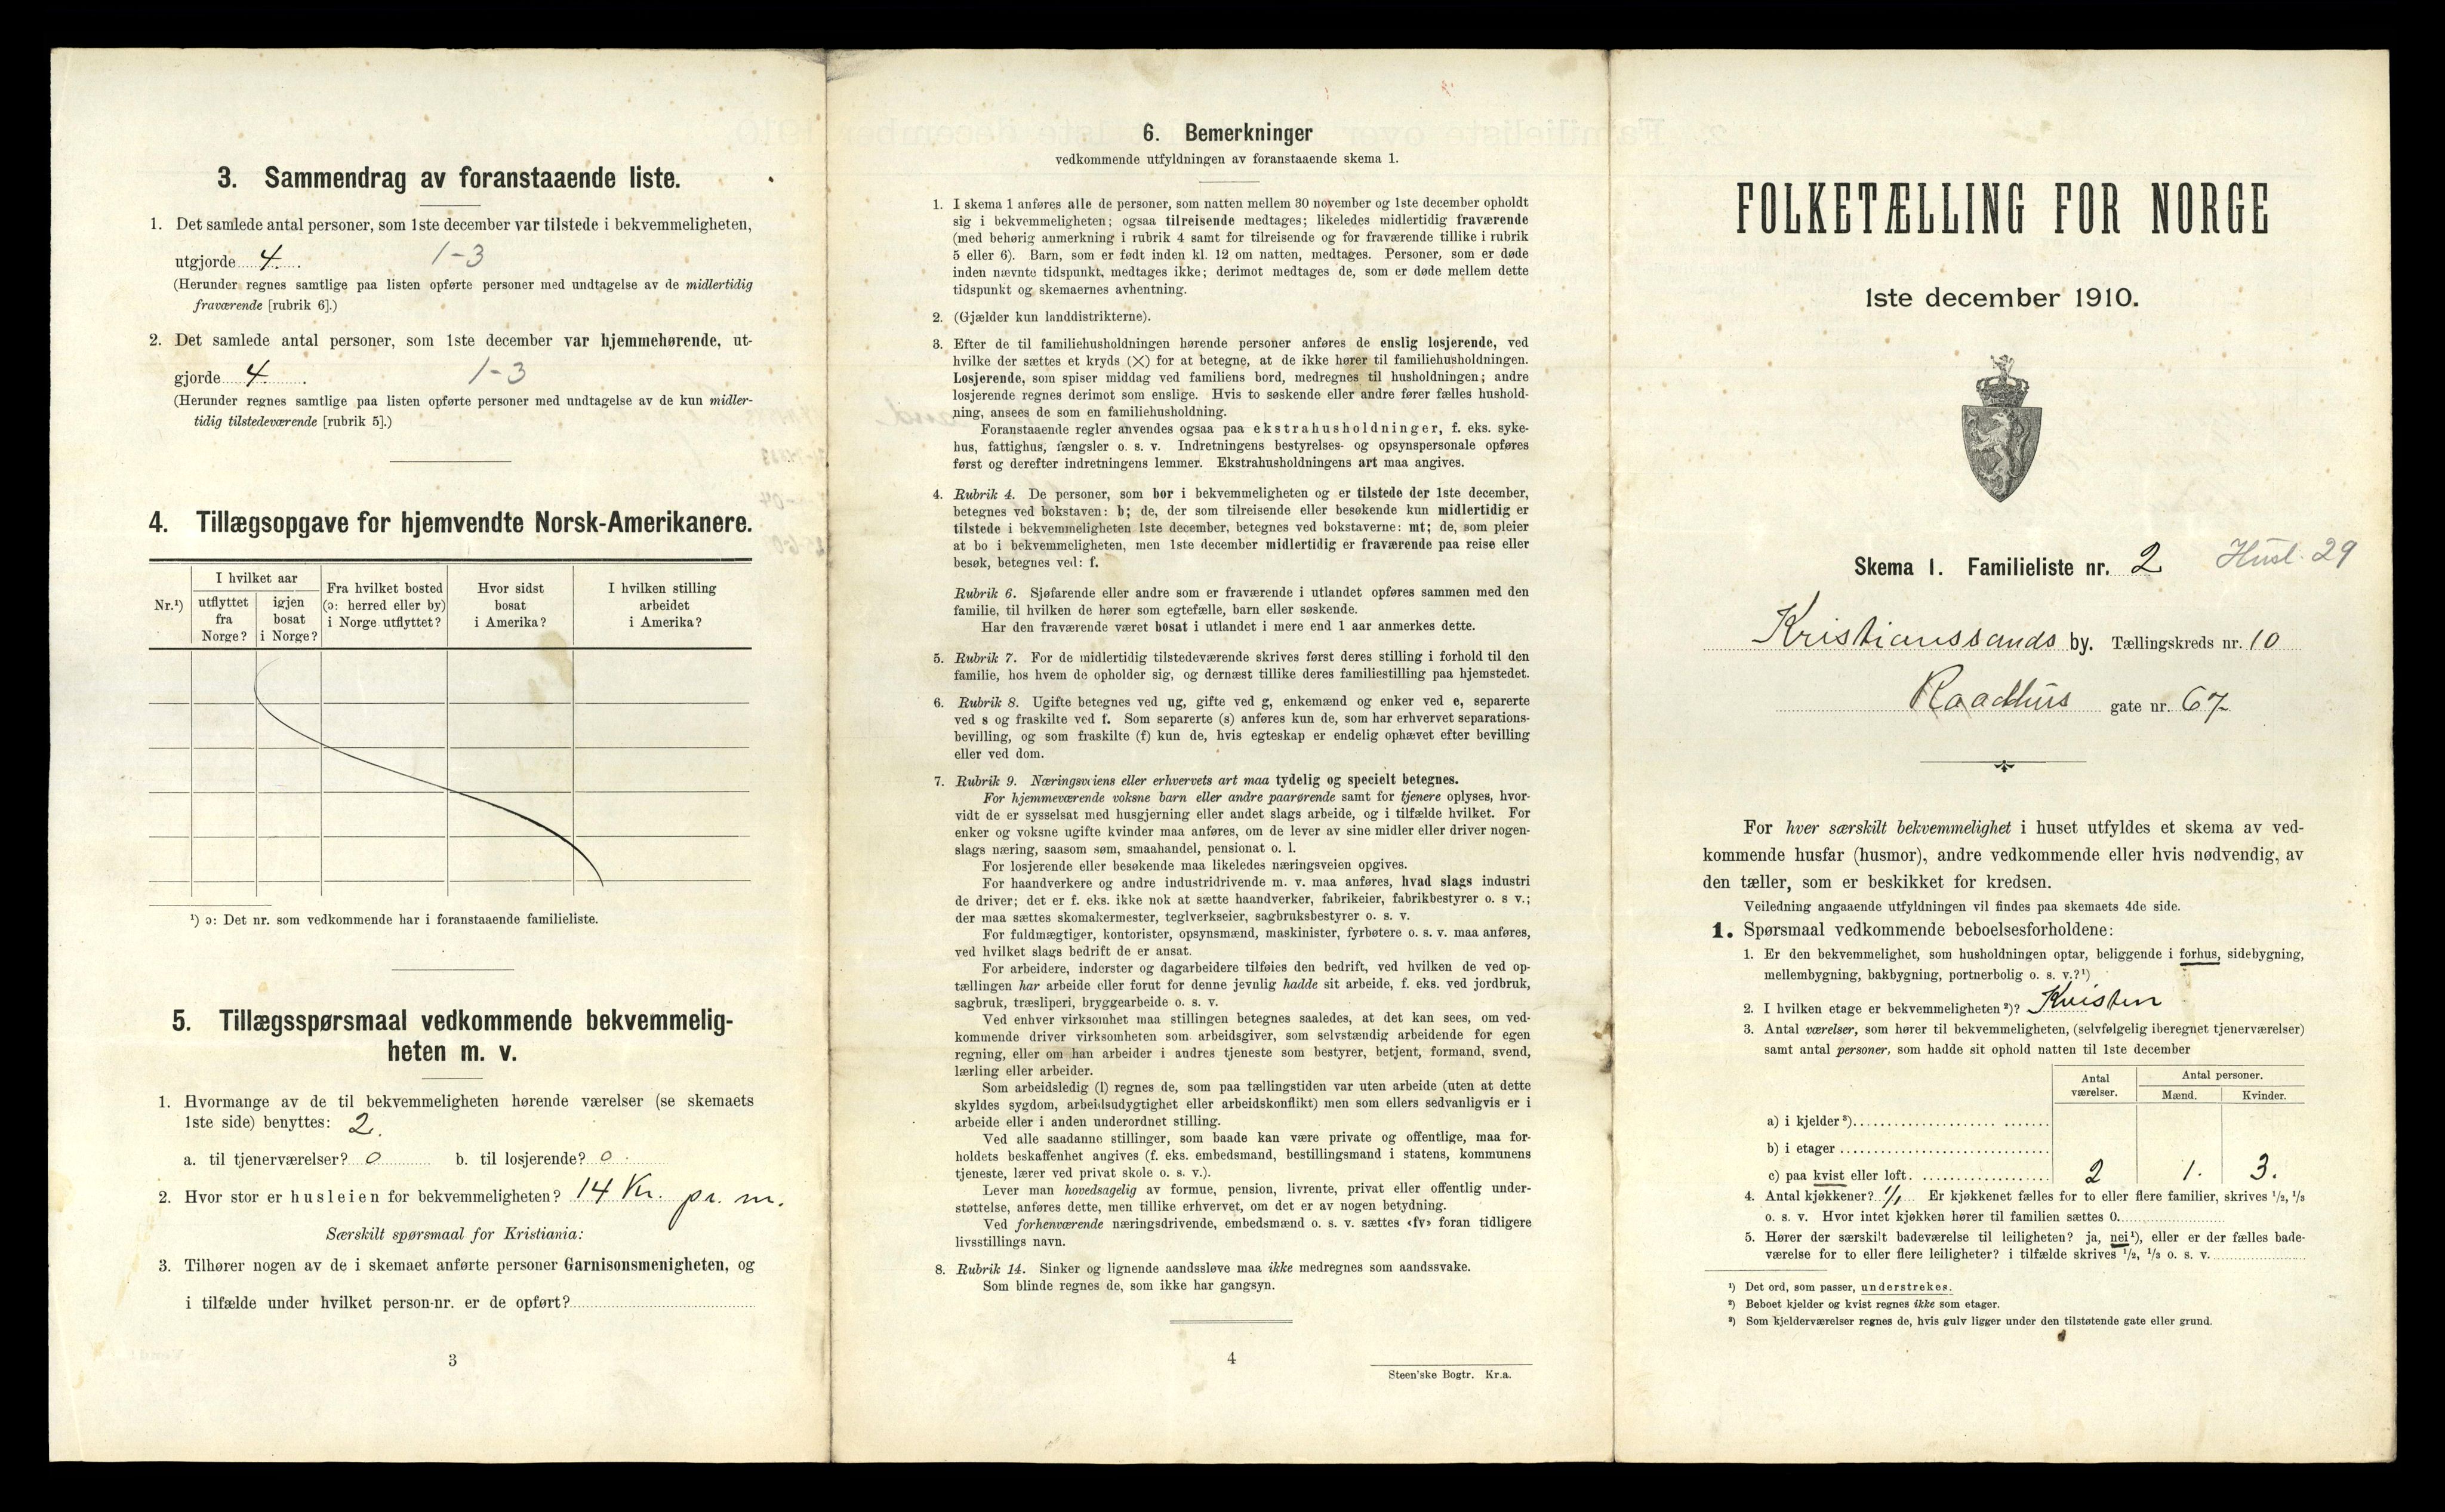 3. Sammendrag av foranstaaende liste.
1. Det samlede antal personer, som 1ste december var tilstede i bekvemmeligheten,
utgjorde 4. 1-3
(Herunder regnes samtlige paa listen opførte personer med undtagelse av de midlertidig
fraværende [rubrik 6].)
2. Det samlede antal personer, som 1ste december var hjemmehørende, ut-
gjorde 4. 1-3
(Herunder regnes samtlige paa listen opførte personer med undtagelse av de kun midler-
tidig tilstedeværende [rubrik 5].)
4. Tillægsopgave for hjemvendte Norsk-Amerikanere.
Nr.¹)
I hvilket aar
utflyttet
fra
Norge?
igjen
bosat
i Norge?
Fra hvilket bosted
(ɔ: herred eller by)
i Norge utflyttet?
Hvor sidst
bosat
i Amerika?
I hvilken stilling
arbeidet
i Amerika?
¹) ɔ: Det nr. som vedkommende har i foranstaaende familieliste.
5. Tillægsspørsmaal vedkommende bekvemmelig-
heten m. v.
1. Hvormange av de til bekvemmeligheten hørende værelser (se skemaets
1ste side) benyttes: 2.
a. til tjenerværelser? 0 b. til losjerende? 0
2. Hvor stor er husleien for bekvemmeligheten? 14 Kr. pr. m.
Særskilt spørsmaal for Kristiania:
3. Tilhører nogen av de i skemaet anførte personer Garnisonsmenigheten, og
i tilfælde under hvilket person-nr. er de opført?
3
6. Bemerkninger
vedkommende utfyldningen av foranstaaende skema 1.
1. I skema 1 anføres alle de personer, som natten mellem 30 november og 1ste december opholdt
sig i bekvemmeligheten; ogsaa tilreisende medtages; likeledes midlertidig fraværende
(med behørig anmerkning i rubrik 4 samt for tilreisende og for fraværende tillike i rubrik
5 eller 6). Barn, som er født inden kl. 12 om natten, medtages. Personer, som er døde
inden nævnte tidspunkt, medtages ikke; derimot medtages de, som er døde mellem dette
tidspunkt og skemaernes avhentning.
2. (Gjælder kun landdistrikterne).
3. Efter de til familiehusholdningen hørende personer anføres de enslig losjerende, ved
hvilke der sættes et kryds (✕) for at betegne, at de ikke hører til familiehusholdningen.
Losjerende, som spiser middag ved familiens bord, medregnes til husholdningen; andre
losjerende regnes derimot som enslige. Hvis to søskende eller andre fører fælles hushold-
ning, ansees de som en familiehusholdning.
Foranstaaende regler anvendes ogsaa paa ekstrahusholdninger, f. eks. syke-
hus, fattighus, fængsler o. s. v. Indretningens bestyrelses- og opsynspersonale opføres
først og derefter indretningens lemmer. Ekstrahusholdningens art maa angives.
4. Rubrik 4. De personer, som bor i bekvemmeligheten og er tilstede der 1ste december,
betegnes ved bokstaven: b; de, der som tilreisende eller besøkende kun midlertidig er
tilstede i bekvemmeligheten 1ste december, betegnes ved bokstaverne: mt; de, som pleier
at bo i bekvemmeligheten, men 1ste december midlertidig er fraværende paa reise eller
besøk, betegnes ved: f.
Rubrik 6. Sjøfarende eller andre som er fraværende i utlandet opføres sammen med den
familie, til hvilken de hører som egtefælle, barn eller søskende.
Har den fraværende været bosat i utlandet i mere end 1 aar anmerkes dette.
5. Rubrik 7. For de midlertidig tilstedeværende skrives først deres stilling i forhold til den
familie, hos hvem de opholder sig, og dernæst tillike deres familiestilling paa hjemstedet.
6. Rubrik 8. Ugifte betegnes ved ug, gifte ved g, enkemænd og enker ved e, separerte
ved s og fraskilte ved f. Som separerte (s) anføres kun de, som har erhvervet separations-
bevilling, og som fraskilte (f) kun de, hvis egteskap er endelig ophævet efter bevilling
eller ved dom.
7. Rubrik 9. Næringsveiens eller erhvervets art maa tydelig og specielt betegnes.
For hjemmeværende voksne barn eller andre paarørende samt for tjenere oplyses, hvor-
vidt de er sysselsat med husgjerning eller andet slags arbeide, og i tilfælde hvilket. For
enker og voksne ugifte kvinder maa anføres, om de lever av sine midler eller driver nogen-
slags næring, saasom søm, smaahandel, pensionat o. l.
For losjerende eller besøkende maa likeledes næringsveien opgives.
For haandverkere og andre industridrivende m. v. maa anføres, hvad slags industri
de driver; det er f. eks. ikke nok at sætte haandverker, fabrikeier, fabrikbestyrer o. s v.;
der maa sættes skomakermester, teglverkseier, sagbruksbestyrer o. s. v.
For fuldmægtiger, kontorister, opsynsmænd, maskinister, fyrbøtere o. s. v. maa anføres,
ved hvilket slags bedrift de er ansat.
For arbeidere, inderster og dagarbeidere tilføies den bedrift, ved hvilken de ved op-
tællingen har arbeide eller forut for denne jevnlig hadde sit arbeide, f. eks. ved jordbruk,
sagbruk, træsliperi, bryggearbeide o. s. v.
Ved enhver virksomhet maa stillingen betegnes saaledes, at det kan sees, om ved-
kommende driver virksomheten som arbeidsgiver, som selvstændig arbeidende for egen
regning, eller om han arbeider i andres tjeneste som bestyrer, betjent, formand, svend,
lærling eller arbeider.
Som arbeidsledig (l) regnes de, som paa tællingstiden var uten arbeide (uten at dette
skyldes sygdom, arbeidsudygtighet eller arbeidskonflikt) men som ellers sedvanligvis er i
arbeide eller i anden underordnet stilling.
Ved alle saadanne stillinger, som baade kan være private og offentlige, maa for-
holdets beskaffenhet angives (f. eks. embedsmand, bestillingsmand i statens, kommunens
tjeneste, lærer ved privat skole o. s. v.).
Lever man hovedsagelig av formue, pension, livrente, privat eller offentlig under-
støttelse, anføres dette, men tillike erhvervet, om det er av nogen betydning.
Ved forhenværende næringsdrivende, embedsmænd o. s. v. sættes «fv» foran tidligere
livsstillings navn.
8. Rubrik 14. Sinker og lignende aandssløve maa ikke medregnes som aandssvake.
Som blinde regnes de, som ikke har gangsyn.
4
Steen'ske Bogtr. Kr.a.
FOLKETÆLLING FOR NORGE
1ste december 1910.
Skema 1. Familieliste nr. 2 Husl. 29
Kristianssands by. Tællingskreds nr. 10
Raadhus gate nr. 67
For hver særskilt bekvemmelighet i huset utfyldes et skema av ved-
kommende husfar (husmor), andre vedkommende eller hvis nødvendig, av
den tæller, som er beskikket for kredsen.
Veiledning angaaende utfyldningen vil findes paa skemaets 4de side.
1. Spørsmaal vedkommende beboelsesforholdene:
1. Er den bekvemmelighet, som husholdningen optar, beliggende i forhus, sidebygning,
mellembygning, bakbygning, portnerbolig o. s. v.?¹)
2. I hvilken etage er bekvemmeligheten²)? Kvisten
3. Antal værelser, som hører til bekvemmeligheten, (selvfølgelig iberegnet tjenerværelser)
samt antal personer, som hadde sit ophold natten til 1ste december
Antal
værelser.
Antal personer.
Mænd. Kvinder.
a) i kjelder³)
b) i etager
c) paa kvist eller loft 2 1. 3.
4. Antal kjøkkener? 1/1 Er kjøkkenet fælles for to eller flere familier, skrives ¹/₂, ¹/₃
o. s. v. Hvor intet kjøkken hører til familien sættes 0.
5. Hører der særskilt badeværelse til leiligheten? ja, nei¹), eller er der fælles bade-
værelse for to eller flere leiligheter? i tilfælde skrives ¹/₂, ¹/₃ o. s. v.
¹) Det ord, som passer, understrekes.
²) Beboet kjelder og kvist regnes ikke som etager.
³) Som kjelderværelser regnes de, hvis gulv ligger under den tilstøtende gate eller grund.